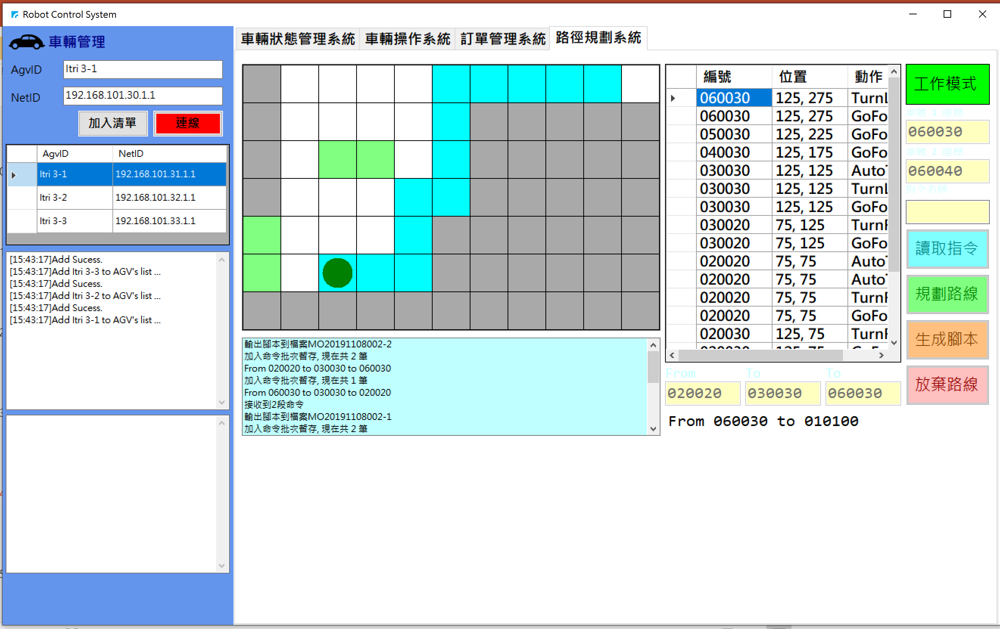 Robot Control System
車輛管理
AgvID
Itri 3-1
NetID
192.168.101.30.1.1
加入清單
連線
AgvID NetID
Itri 3-1 192.168.101.31.1.1
Itri 3-2 192.168.101.32.1.1
Itri 3-3 192.168.101.33.1.1
[15:43:17]Add Sucess.
[15:43:17]Add Itri 3-3 to AGV's list ...
[15:43:17]Add Sucess.
[15:43:17]Add Itri 3-2 to AGV's list ...
[15:43:17]Add Sucess.
[15:43:17]Add Itri 3-1 to AGV's list ...
車輛狀態管理系統 車輛操作系統 訂單管理系統 路徑規劃系統
輸出腳本到檔案MO20191108002-2
加入命令批次暫存, 現在共 2 筆
From 020020 to 030030 to 060030
加入命令批次暫存, 現在共 1 筆
From 060030 to 030030 to 020020
接收到2段命令
輸出腳本到檔案MO20191108002-1
加入命令批次暫存, 現在共 2 筆
編號 位置 動作
060030 125, 275 TurnL
060030 125, 275 GoFo
050030 125, 225 GoFo
040030 125, 175 GoFo
030030 125, 125 Auto
030030 125, 125 TurnL
030030 125, 125 GoFo
030020 75, 125 Turn
030020 75, 125 GoFo
020020 75, 75 Auto
020020 75, 75 Auto
020020 75, 75 Turn
020020 75, 75 GoFo
020030 125, 75 Turn
From To To
020020 030030 060030
From 060030 to 010100
工作模式
車號 1 座標
060030
車號 2 座標
060040
指令名稱
讀取指令
規劃路線
生成腳本
放棄路線